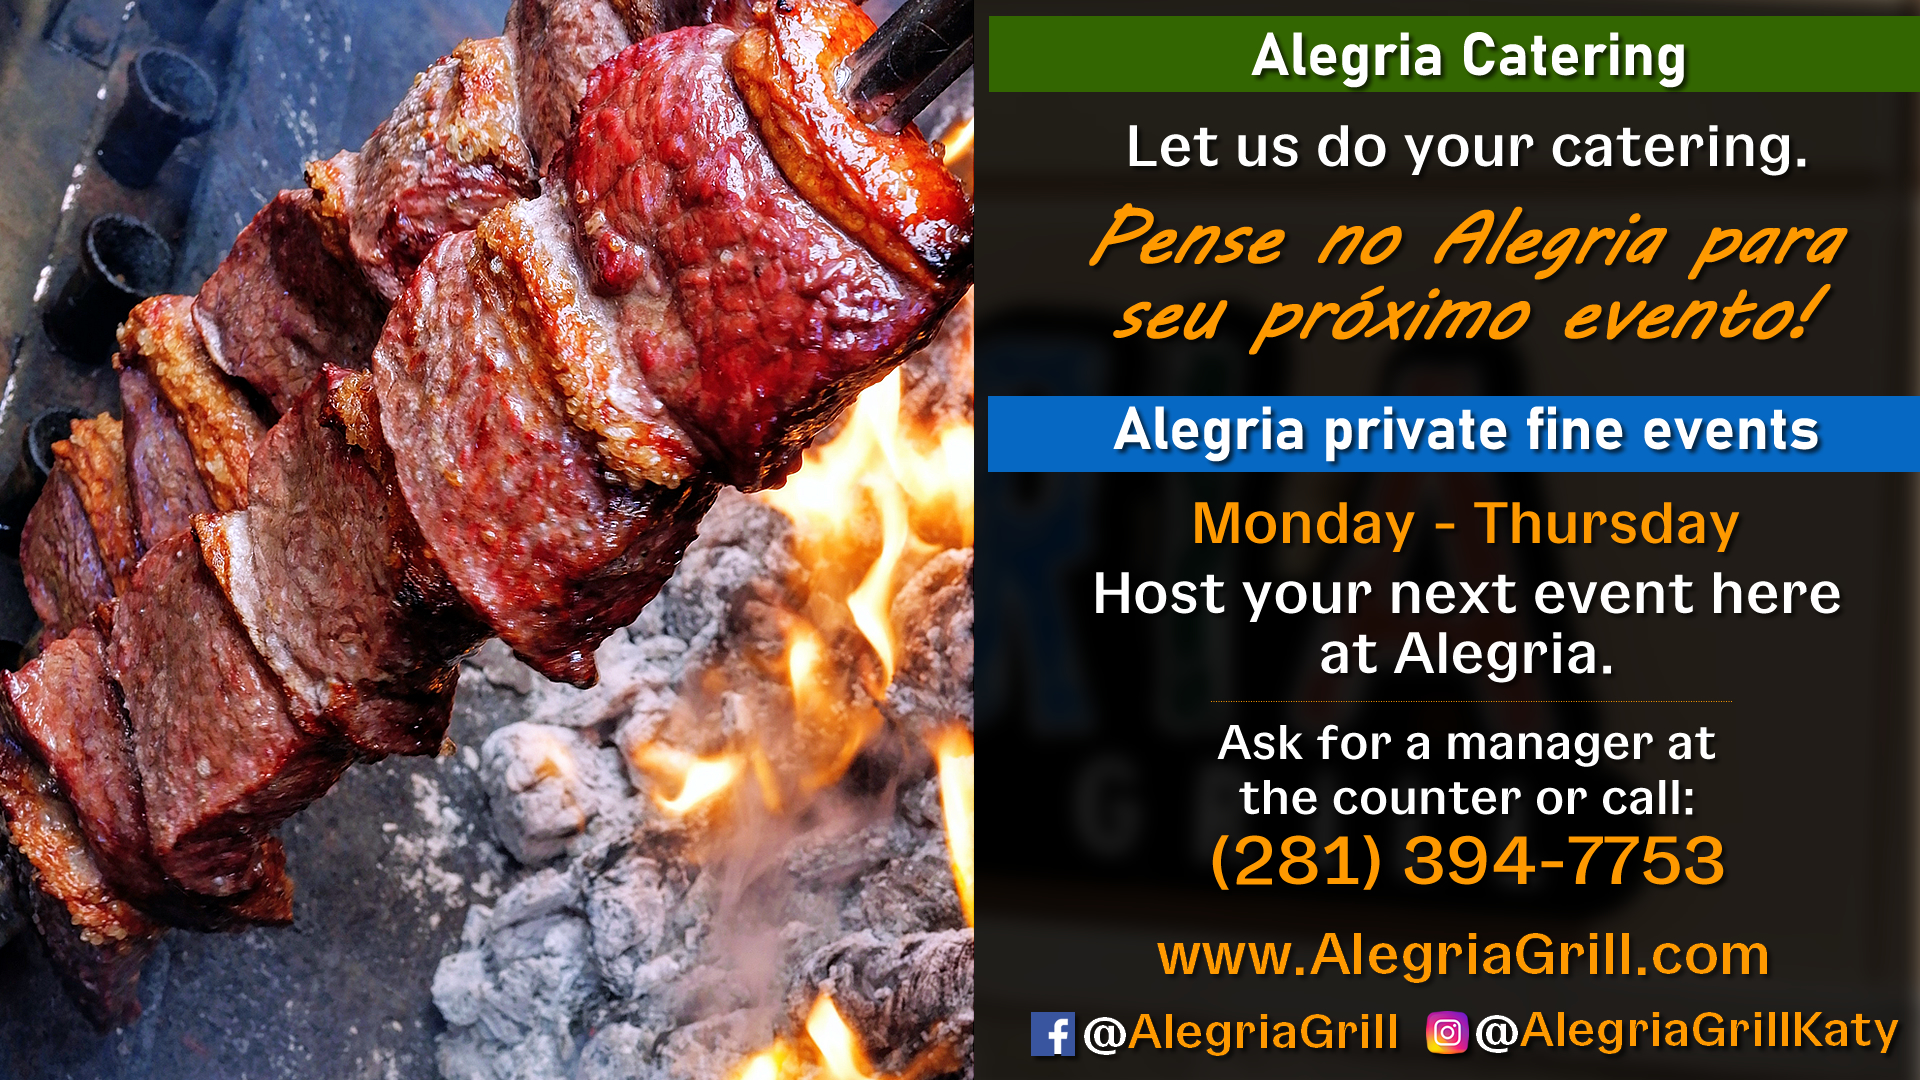 Alegria Catering
Let us do your catering.
Pense no Alegria para
seu próximo evento!
Alegria private fine events
Monday - Thursday
Host your next event here
at Alegria.
Ask for a manager at
the counter or call:
(281) 394-7753
www.AlegriaGrill.com
@AlegriaGrill @AlegriaGrillKaty